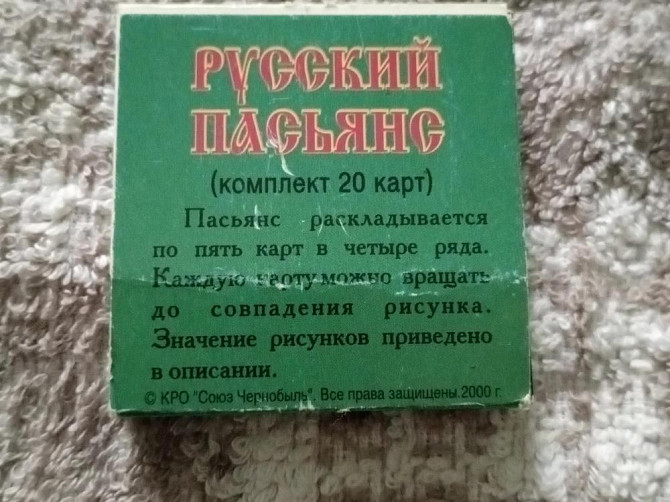 РУССКИЙ
ПАСЬЯНС
(комплект 20 карт)
Пасьянс раскладывается
по пять карт в четыре ряда.
Каждую карту можно вращать
до совпадения рисунка.
Значение рисунков приведено
в описании.
© КРО "Союз Чернобыль". Все права защищены.2000 г.